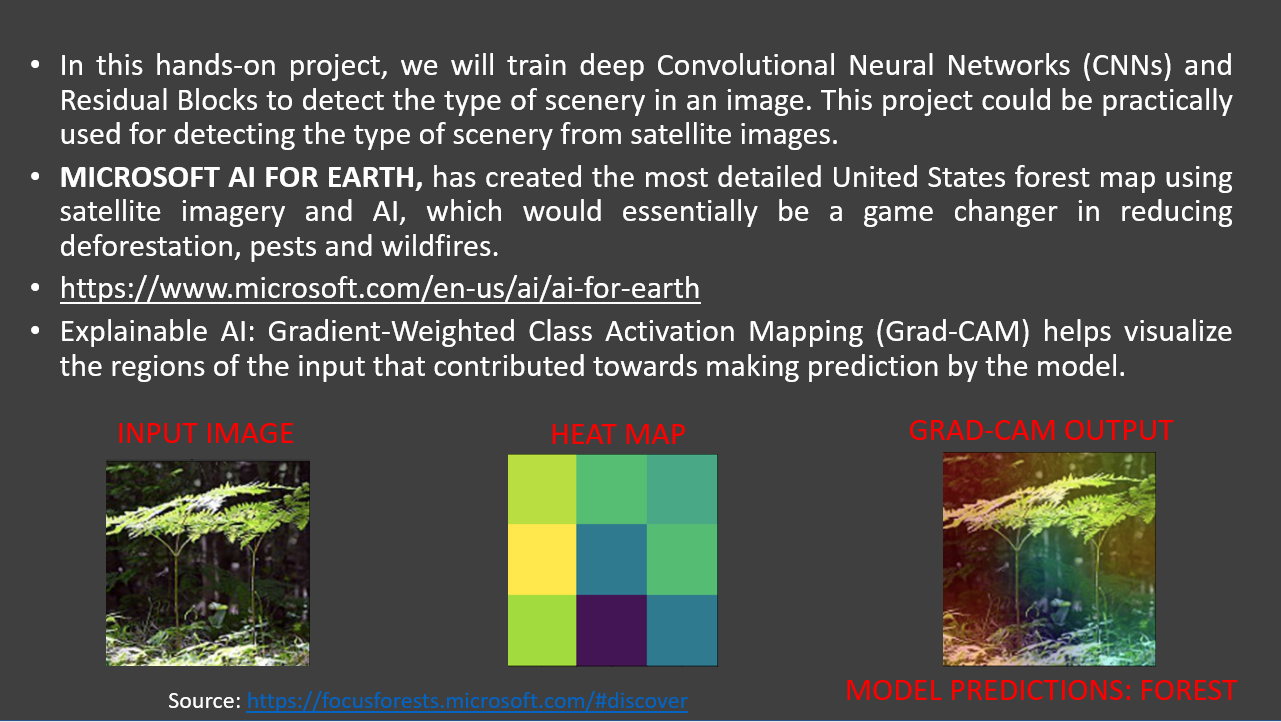 • In this hands-on project, we will train deep Convolutional Neural Networks (CNNs) and
Residual Blocks to detect the type of scenery in an image. This project could be practically
used for detecting the type of scenery from satellite images.
• MICROSOFT AI FOR EARTH, has created the most detailed United States forest map using
satellite imagery and AI, which would essentially be a game changer in reducing
deforestation, pests and wildfires.
• https://www.microsoft.com/en-us/ai/ai-for-earth
• Explainable AI: Gradient-Weighted Class Activation Mapping (Grad-CAM) helps visualize
the regions of the input that contributed towards making prediction by the model.
INPUT IMAGE
HEAT MAP
GRAD-CAM OUTPUT
MODEL PREDICTIONS: FOREST
Source: https://focusforests.microsoft.com/#discover